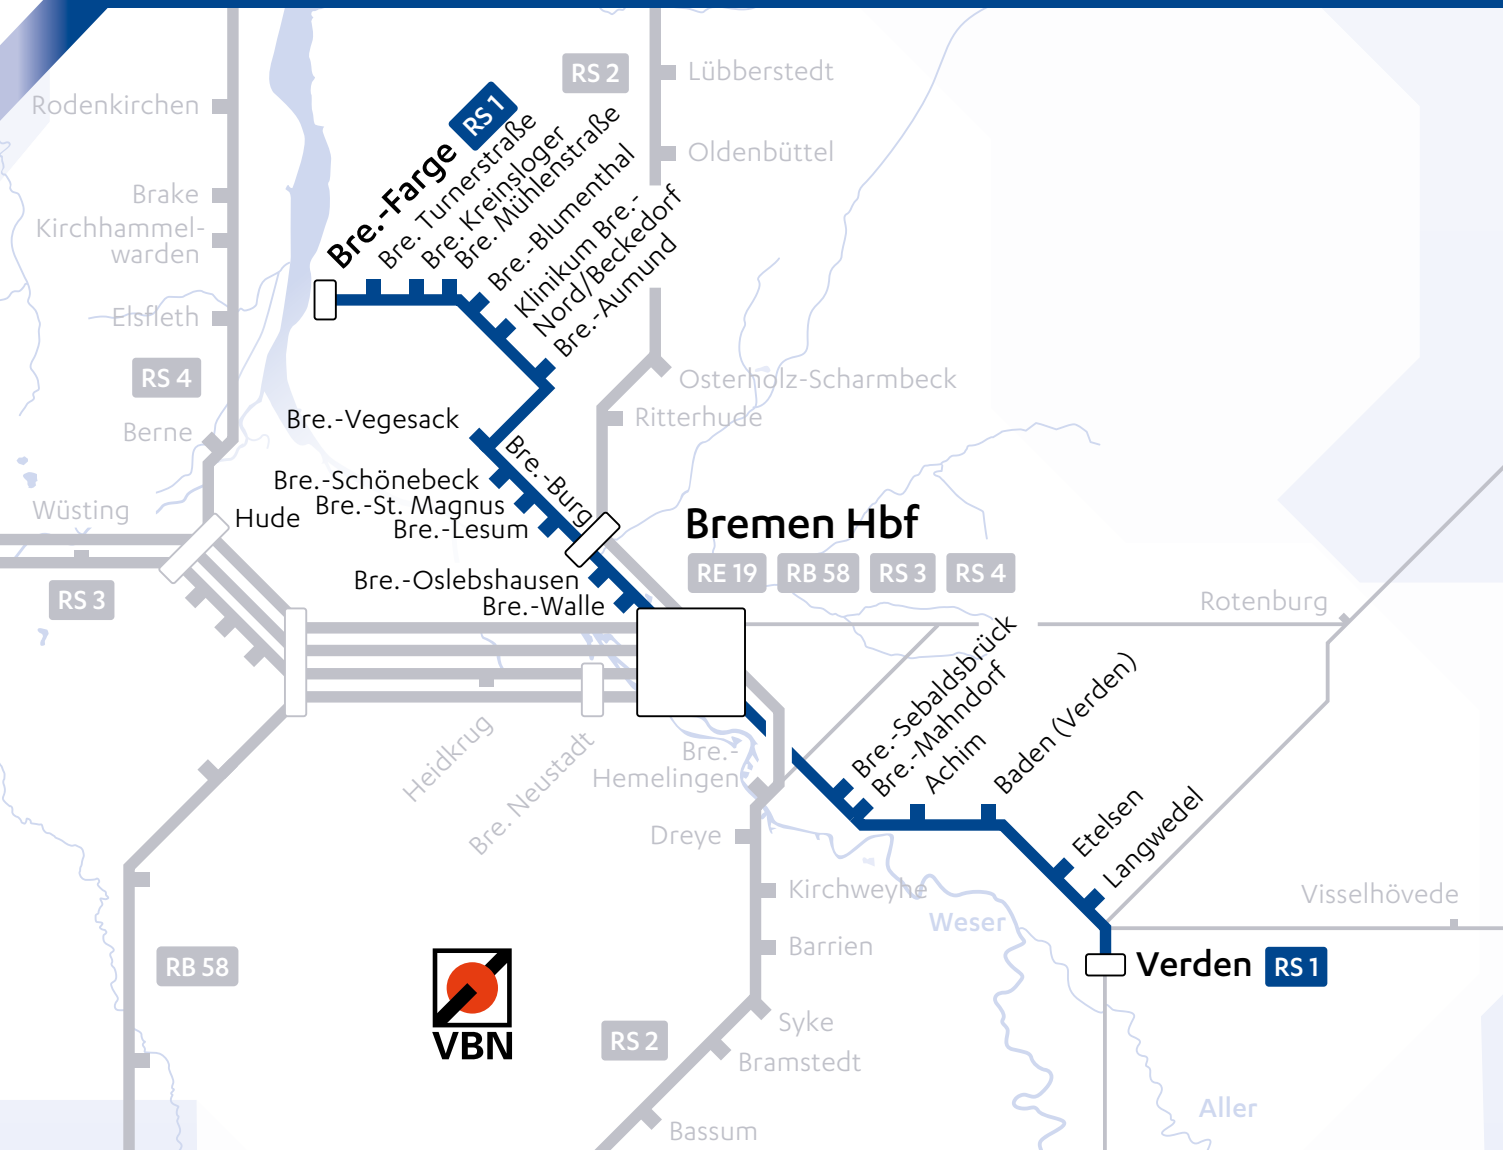 RS 2
Lübberstedt
Rodenkirchen
RS 1
Oldenbüttel
Bre.-Farge
Bre. Turnerstraße
Bre. Kreinsloger
Bre. Mühlenstraße
Bre.-Blumenthal
Klinikum Bre.-
Nord/Beckedorf
Bre.-Aumund
Brake
Kirchhammel-
warden
Elsfleth
RS 4
Osterholz-Scharmbeck
Ritterhude
Berne
Bre.-Vegesack
Bre.-Burg
Bre.-Schönebeck
Bre.-St. Magnus
Bre.-Lesum
Wüsting
Hude
Bremen Hbf
RE 19
RB 58
RS 3
RS 4
Bre.-Oslebshausen
Bre.-Walle
RS 3
Rotenburg
Bre.-Sebaldsbrück
Bre.-Mahndorf
Achim
Baden (Verden)
Heidkrug
Bre. Neustadt
Bre.-
Hemelingen
Dreye
Etelsen
Langwedel
Kirchweyhe
Visselhövede
Weser
Barrien
RB 58
Verden
RS 1
VBN
RS 2
Syke
Bramstedt
Aller
Bassum